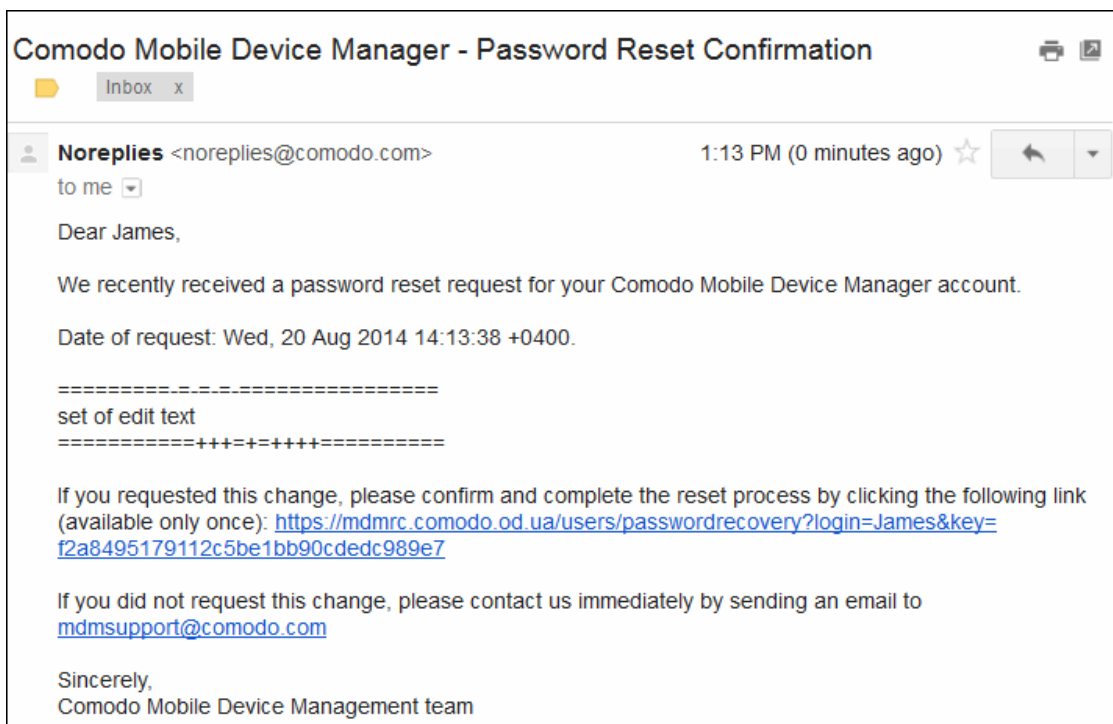 Comodo Mobile Device Manager - Password Reset Confirmation
Inbox x
Noreplies <noreplies@comodo.com> 1:13 PM (0 minutes ago)
to me
Dear James,
We recently received a password reset request for your Comodo Mobile Device Manager account.
Date of request: Wed, 20 Aug 2014 14:13:38 +0400.
=========-=-=-=-================
set of edit text
===========+++=+=++++==========
If you requested this change, please confirm and complete the reset process by clicking the following link
(available only once): https://mdmrc.comodo.od.ua/users/passwordrecovery?login=James&key=
f2a8495179112c5be1bb90cdedc989e7
If you did not request this change, please contact us immediately by sending an email to
mdmsupport@comodo.com
Sincerely,
Comodo Mobile Device Management team